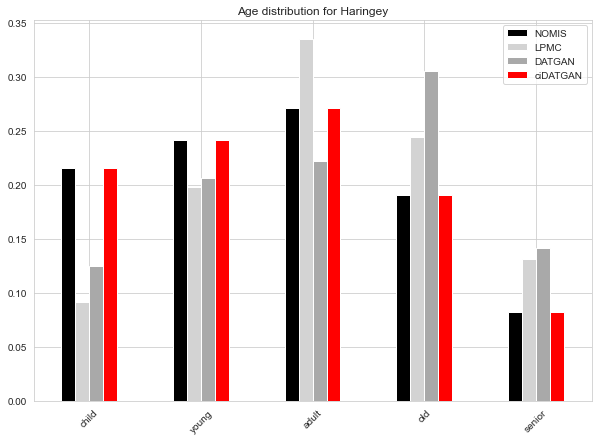 Age distribution for Haringey
0.35
0.30
0.25
0.20
0.15
0.10
0.05
0.00
NOMIS
LPMC
DATGAN
ciDATGAN
child
young
adult
old
senior